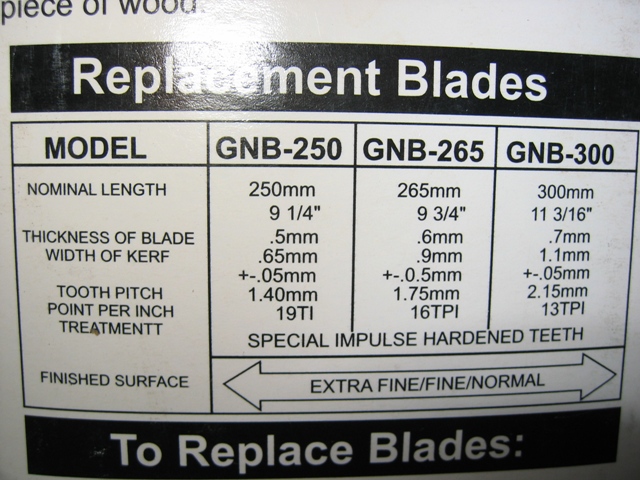 piece of wood.
Replacement Blades
MODEL GNB-250 GNB-265 GNB-300
NOMINAL LENGTH 250mm 265mm 300mm
9 1/4" 9 3/4" 11 3/16"
THICKNESS OF BLADE .5mm .6mm .7mm
WIDTH OF KERF .65mm .9mm 1.1mm
+-.05mm +-.0.5mm +-.05mm
TOOTH PITCH 1.40mm 1.75mm 2.15mm
POINT PER INCH 19TI 16TPI 13TPI
TREATMENTT SPECIAL IMPULSE HARDENED TEETH
FINISHED SURFACE EXTRA FINE/FINE/NORMAL
To Replace Blades: